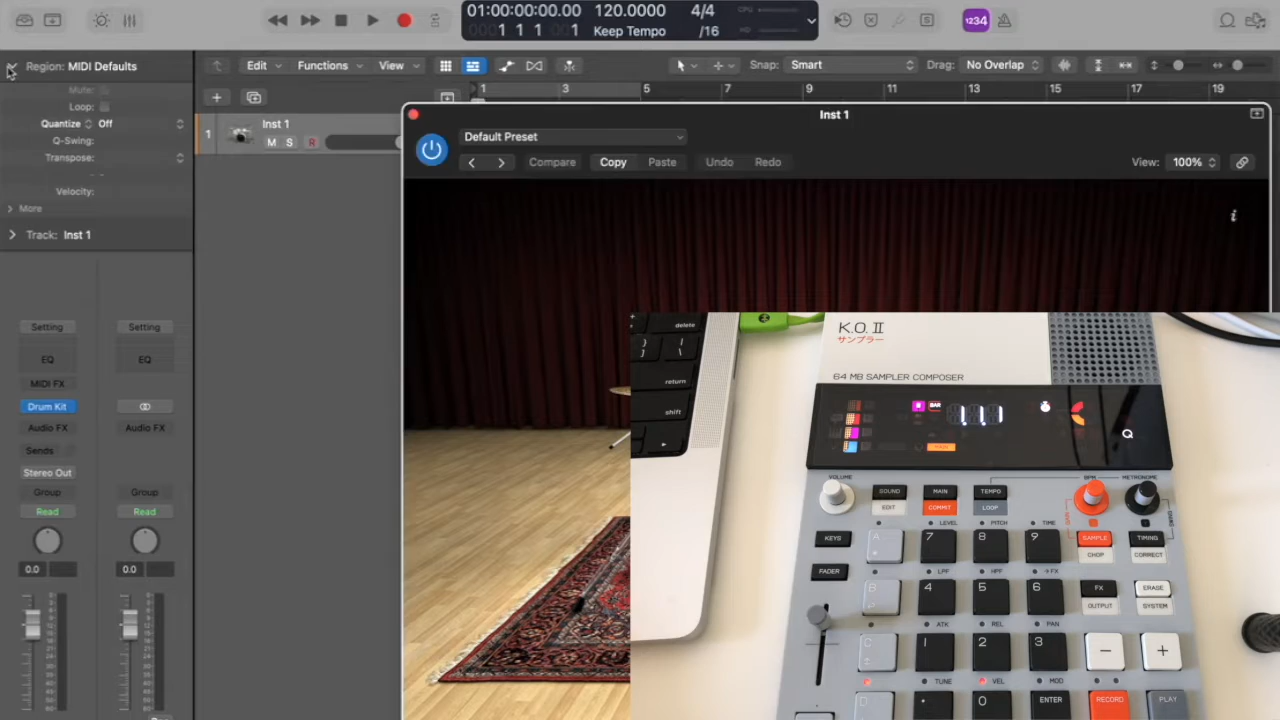 01:00:00:00.00 120.0000 4/4
1 1 1 1 Keep Tempo /16
1234
Region: MIDI Defaults
Edit Functions View Snap: Smart Drag: No Overlap
Mute:
Loop:
Quantize Off
Q-Swing:
Transpose:
Velocity:
More
Track: Inst 1
1 3 5 7 9 11 13 15 17 19
1 Inst 1
M S R
Inst 1
Default Preset
Compare Copy Paste Undo Redo View: 100%
i
Setting Setting
EQ EQ
MIDI FX
Drum Kit
Audio FX Audio FX
Sends
Stereo Out
Group Group
Read Read
0.0 0.0
delete
return
shift
K.O. II
サンプラー
64 MB SAMPLER COMPOSER
BAR 1.1.1
VOLUME BPM METRONOME
SOUND MAIN TEMPO
EDIT COMMIT LOOP
LEVEL PITCH TIME
KEYS A 7 8 9 SAMPLE TIMING
CHOP CORRECT
FADER LPF HPF FX
B 4 5 6 FX ERASE
OUTPUT SYSTEM
ATK REL PAN
C 1 2 3 - +
TUNE VEL MOD
D . 0 ENTER RECORD PLAY